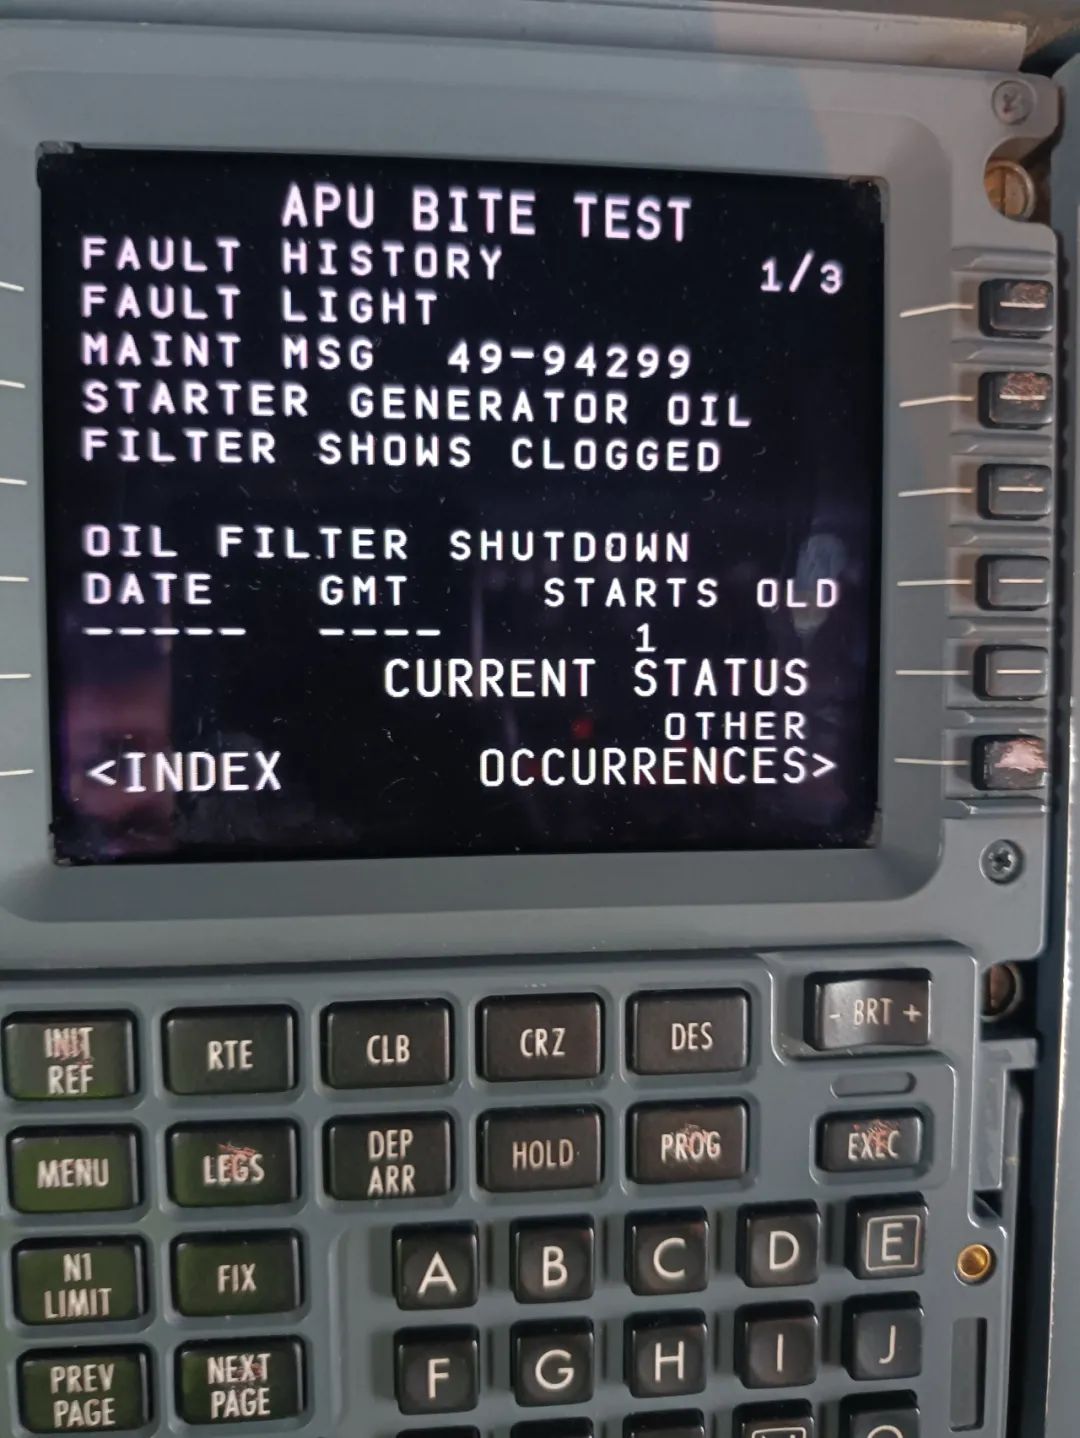 APU BITE TEST
FAULT HISTORY 1/3
FAULT LIGHT
MAINT MSG 49-94299
STARTER GENERATOR OIL
FILTER SHOWS CLOGGED
OIL FILTER SHUTDOWN
DATE GMT STARTS OLD
----- ---- 1
CURRENT STATUS
OTHER
<INDEX OCCURRENCES>
- BRT +
INIT REF
RTE
CLB
CRZ
DES
MENU
LEGS
DEP ARR
HOLD
PROG
EXEC
N1 LIMIT
FIX
A B C D E
PREV PAGE
NEXT PAGE
F G H I J